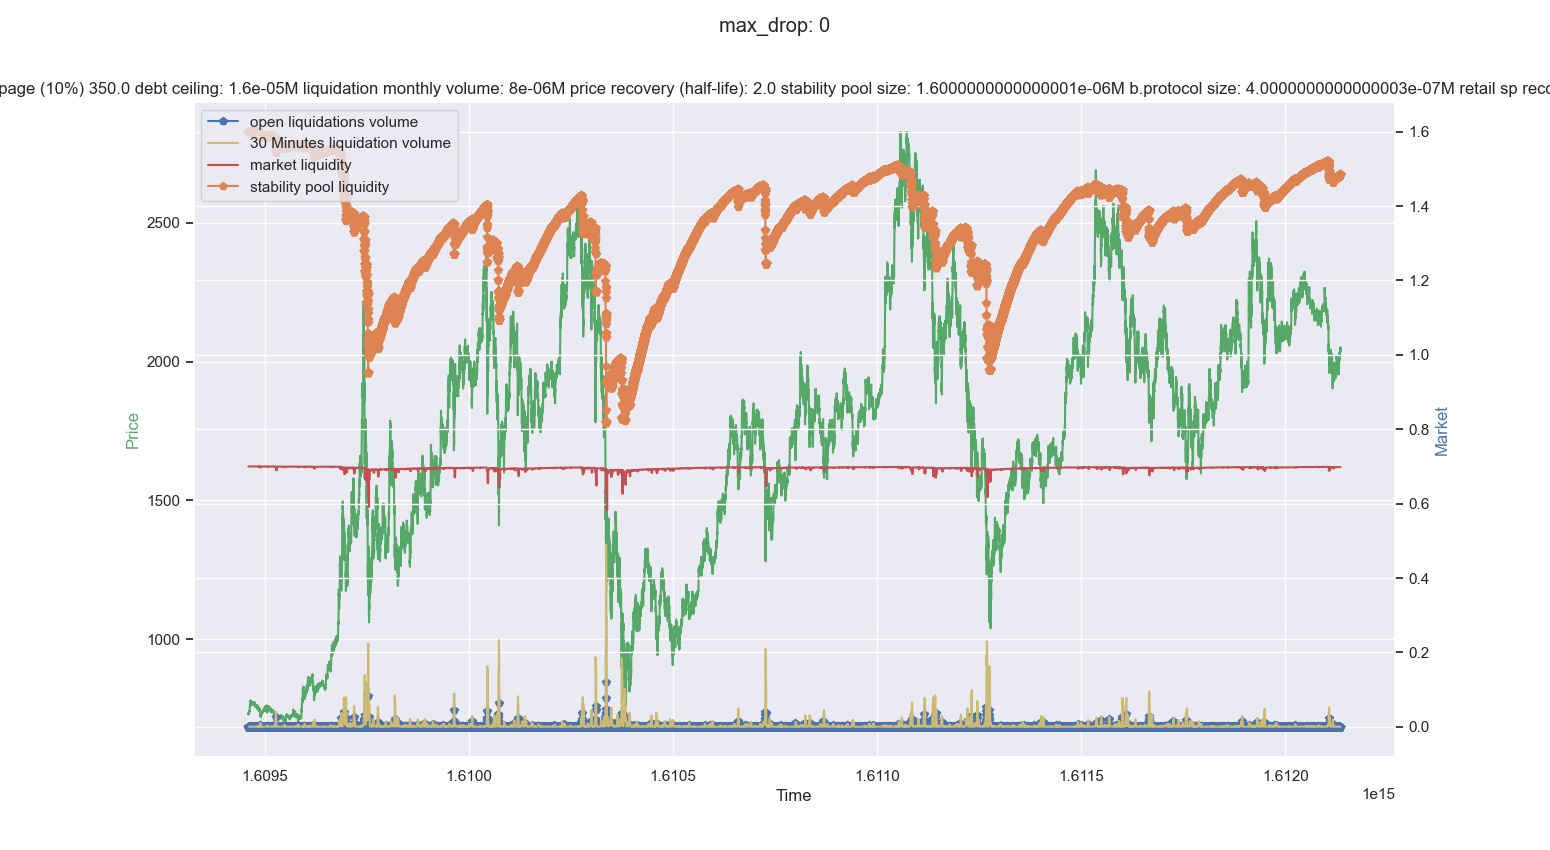 max_drop: 0
page (10%) 350.0 debt ceiling: 1.6e-05M liquidation monthly volume: 8e-06M price recovery (half-life): 2.0 stability pool size: 1.6000000000000001e-06M b.protocol size: 4.0000000000000003e-07M retail sp reco
open liquidations volume
30 Minutes liquidation volume
market liquidity
stability pool liquidity
2500
2000
1500
1000
Price
1.6
1.4
1.2
1.0
0.8
0.6
0.4
0.2
0.0
Market
1.6095
1.6100
1.6105
1.6110
1.6115
1.6120
Time
1e15